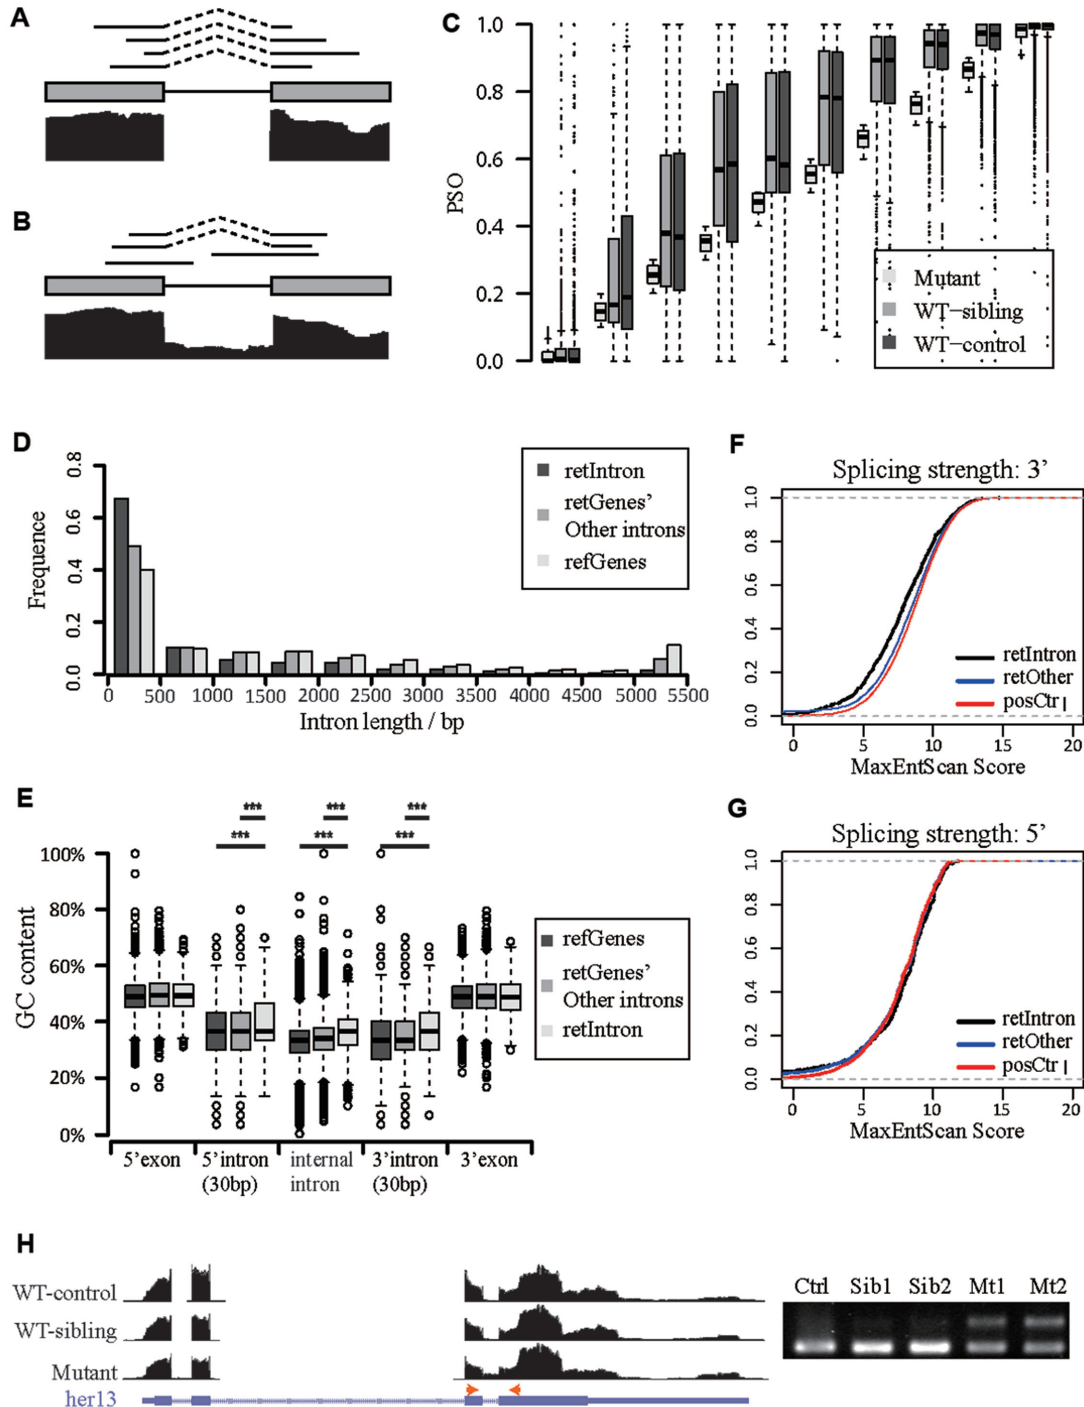 A
B
C
PSO
1.0
0.8
0.6
0.4
0.2
0.0
Mutant
WT-sibling
WT-control
D
Frequence
0.8
0.6
0.4
0.2
0.0
0 500 1000 1500 2000 2500 3000 3500 4000 4500 5000 5500
Intron length / bp
retIntron
retGenes'
Other introns
refGenes
E
GC content
100%
80%
60%
40%
20%
0%
*** *** ***
*** *** ***
5'exon 5'intron (30bp) internal intron 3'intron (30bp) 3'exon
refGenes
retGenes'
Other introns
retIntron
F
Splicing strength: 3'
1.0
0.8
0.6
0.4
0.2
0.0
retIntron
retOther
posCtrl
0 5 10 15 20
MaxEntScan Score
G
Splicing strength: 5'
1.0
0.8
0.6
0.4
0.2
0.0
retIntron
retOther
posCtrl
0 5 10 15 20
MaxEntScan Score
H
WT-control
WT-sibling
Mutant
her13
Ctrl Sib1 Sib2 Mt1 Mt2